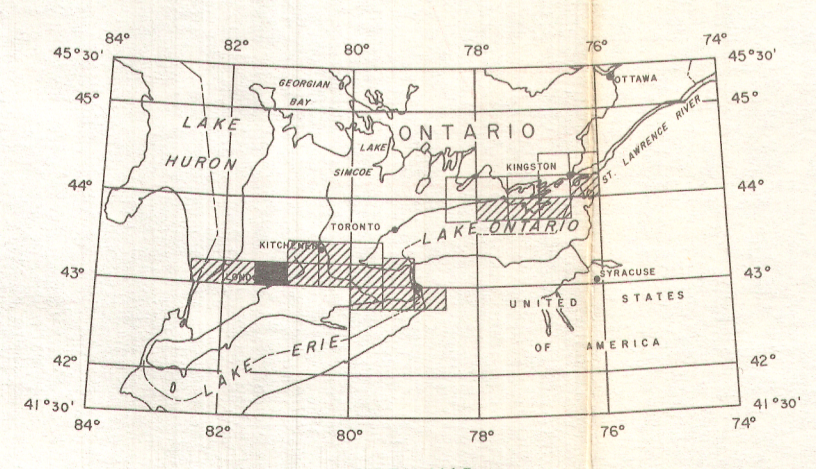 84° 82° 80° 78° 76° 74°
45°30' 45°30'
GEORGIAN
BAY
OTTAWA
45° 45°
LAKE
HURON
ONTARIO
LAKE
SIMCOE
KINGSTON
ST. LAWRENCE RIVER
44° 44°
TORONTO
LAKE ONTARIO
KITCHENER
43° 43°
LOND
SYRACUSE
UNITED STATES
OF AMERICA
LAKE ERIE
42° 42°
41°30' 41°30'
84° 82° 80° 78° 76° 74°